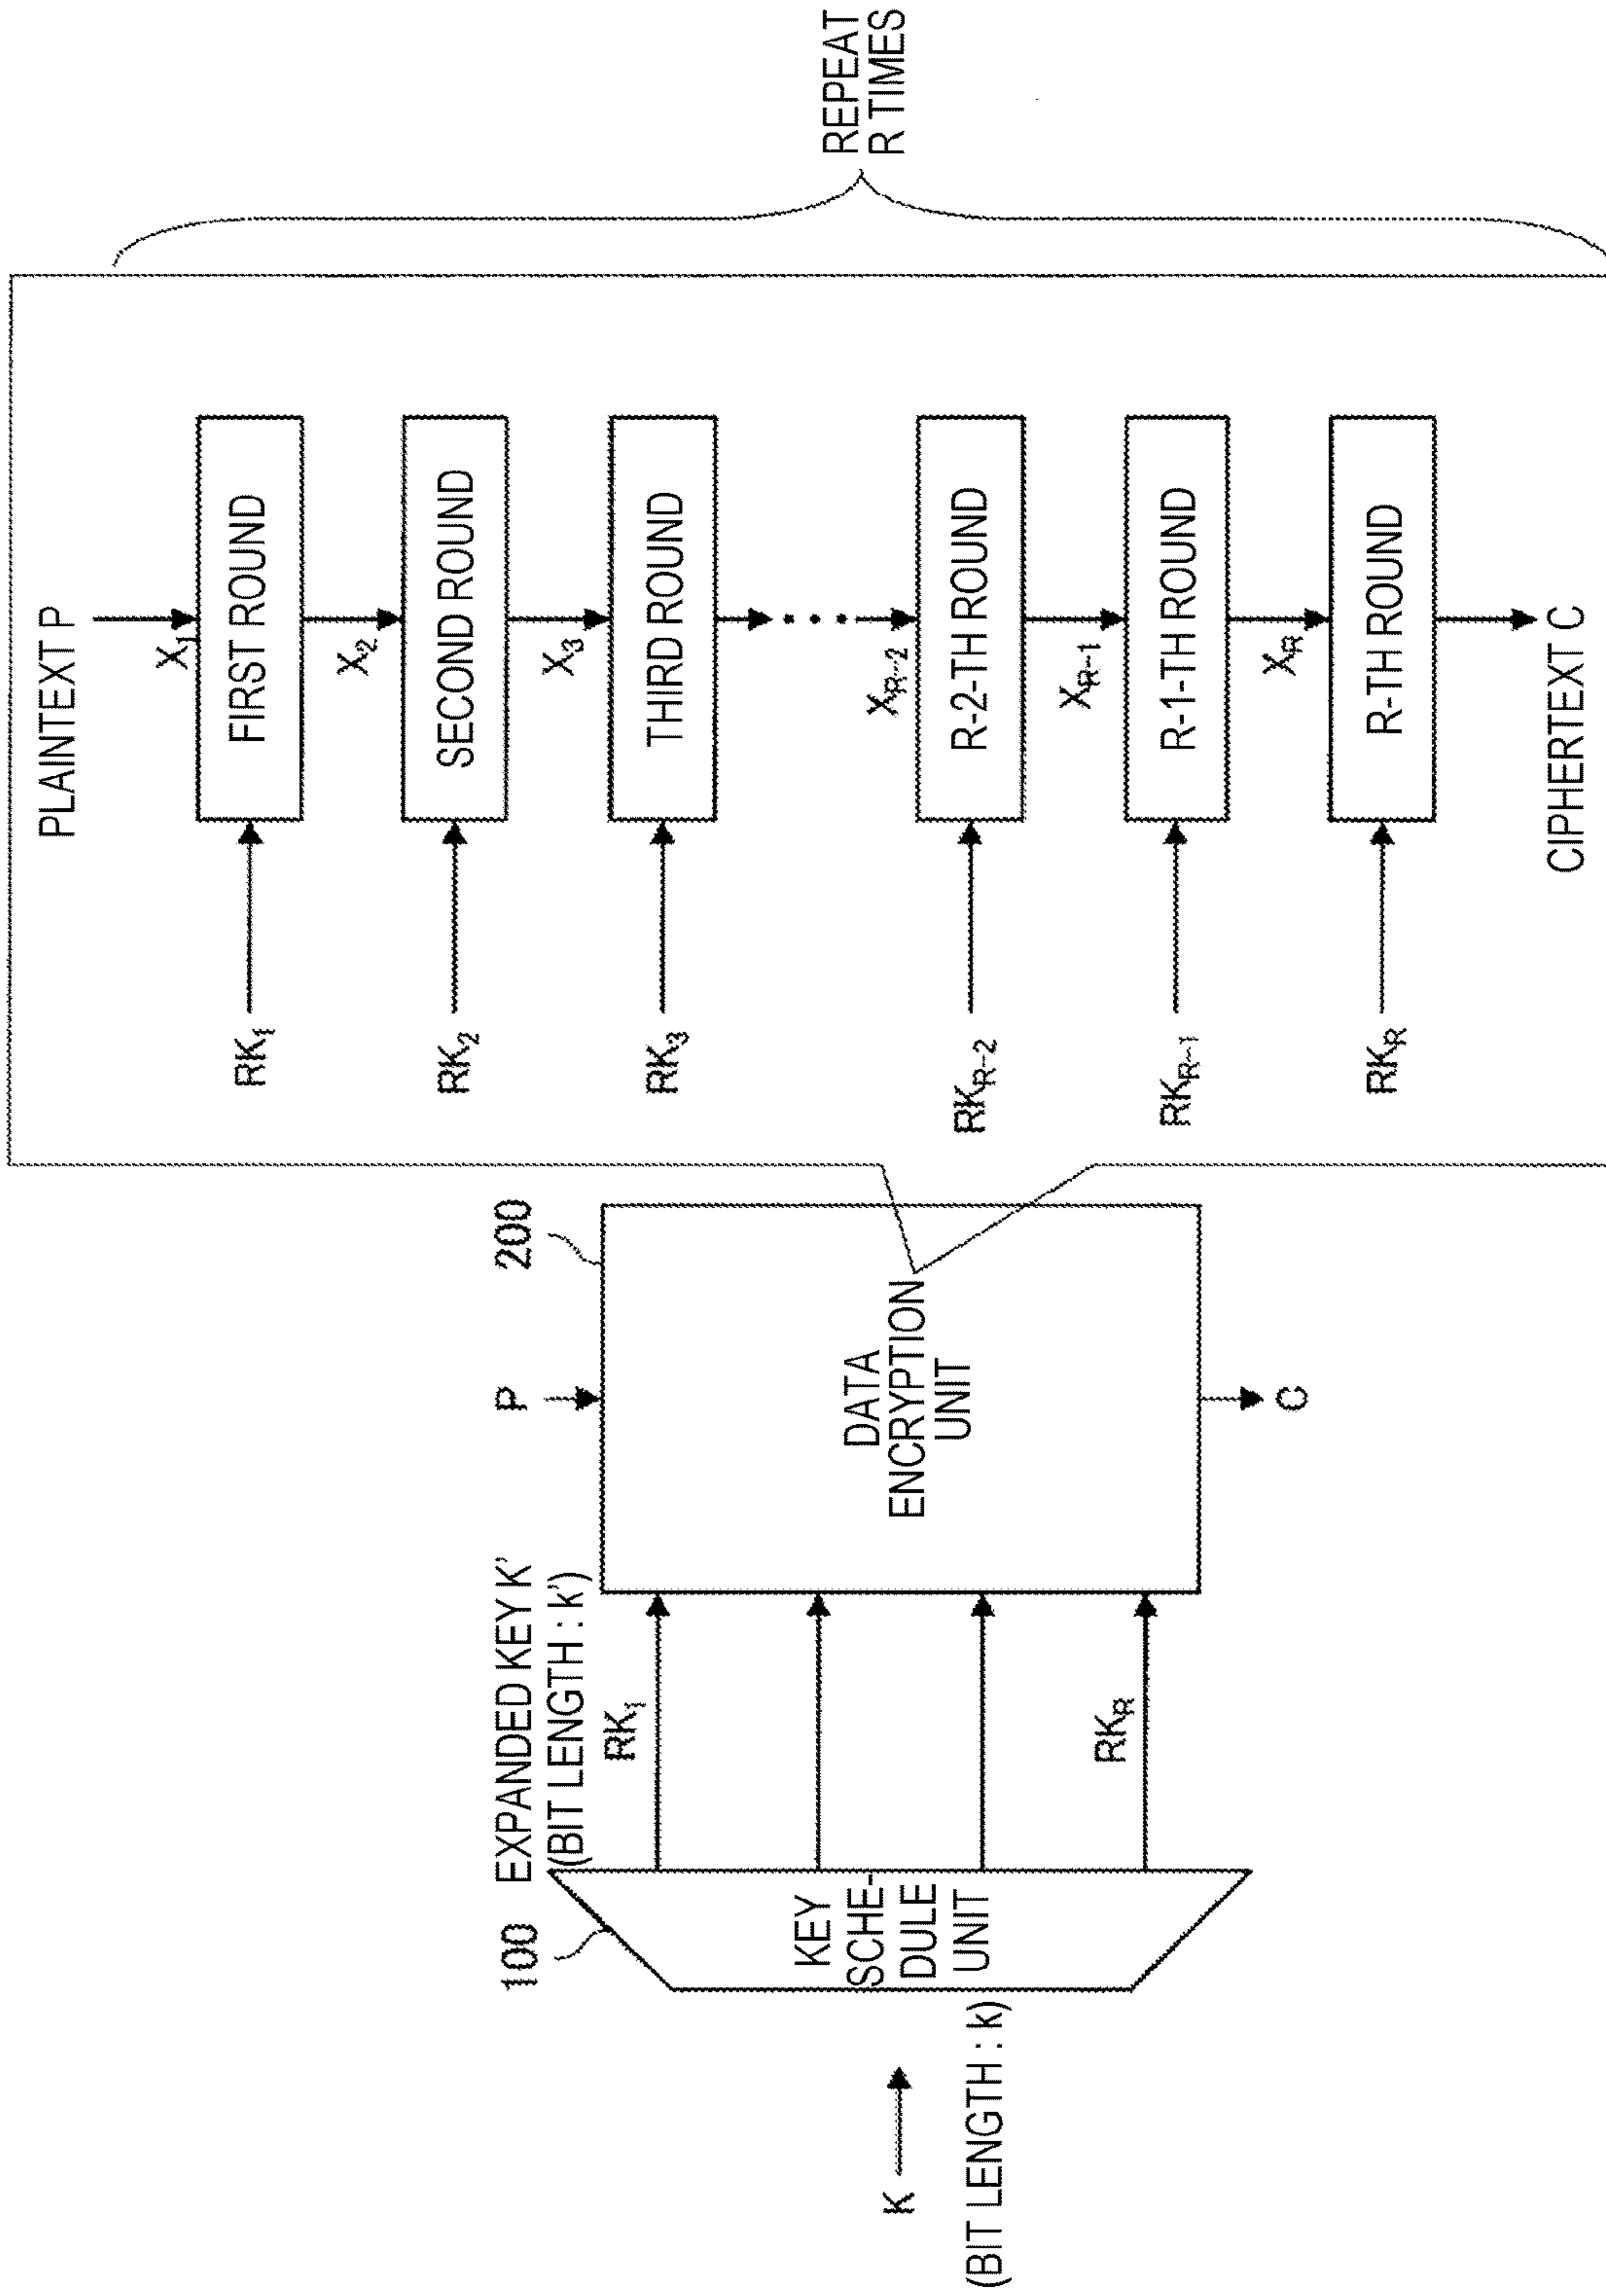 K
(BIT LENGTH : k)
100
KEY
SCHE-
DULE
UNIT
EXPANDED KEY K'
(BIT LENGTH : k')
RK1
RKR
200
P
DATA
ENCRYPTION
UNIT
C
PLAINTEXT P
X1
RK1
FIRST ROUND
X2
RK2
SECOND ROUND
X3
RK3
THIRD ROUND
XR-2
RKR-2
R-2-TH ROUND
XR-1
RKR-1
R-1-TH ROUND
XR
RKR
R-TH ROUND
CIPHERTEXT C
REPEAT
R TIMES